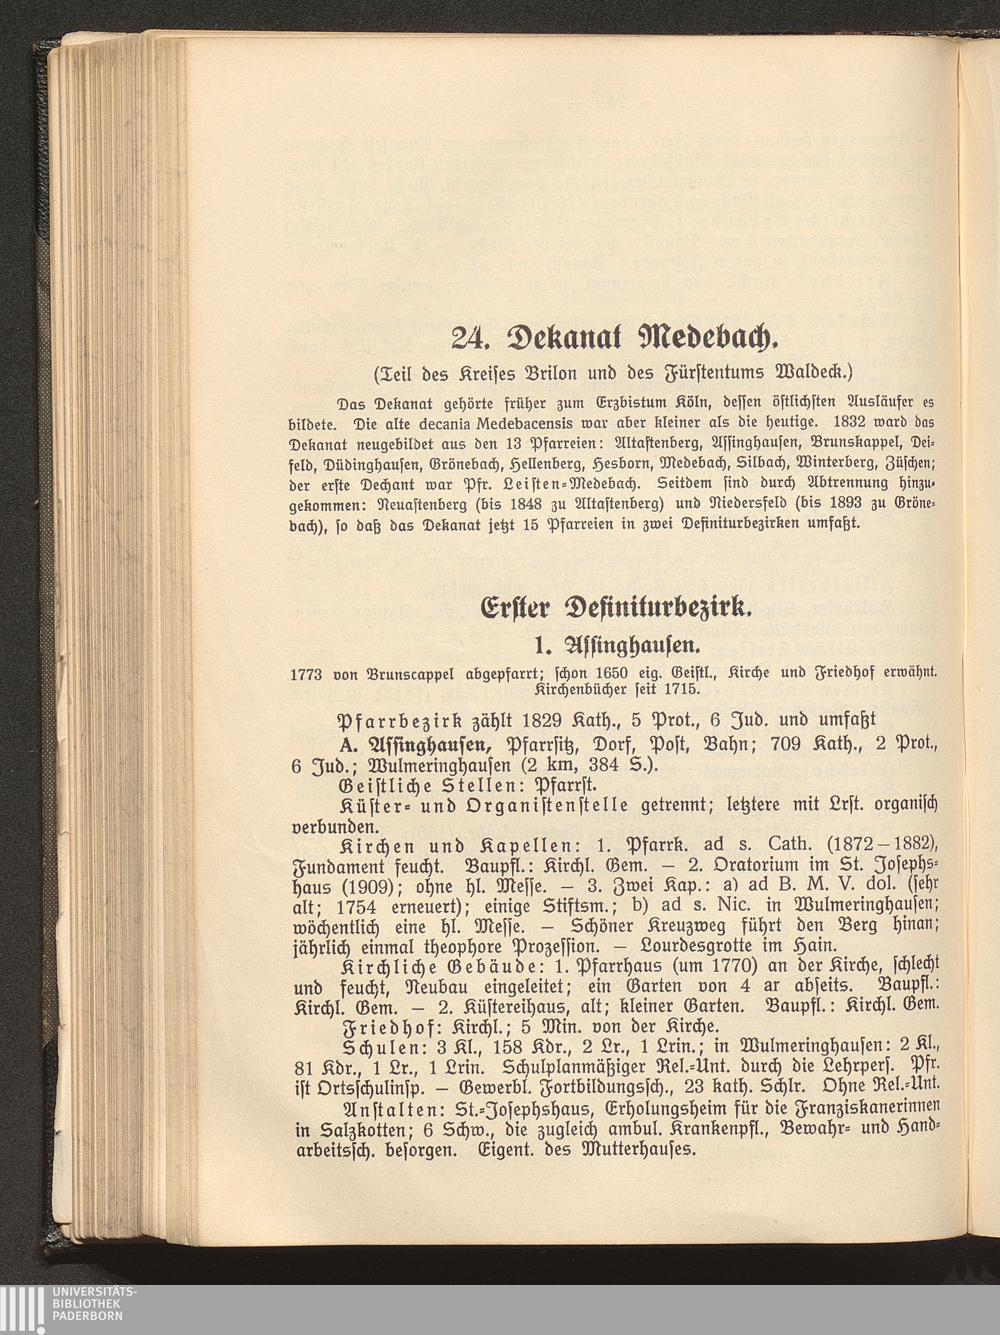 24. Dekanat Medebach.
(Teil des Kreises Brilon und des Fürstentums Waldeck.)
Das Dekanat gehörte früher zum Erzbistum Köln, dessen östlichsten Ausläufer es
bildete. Die alte decania Medebacensis war aber kleiner als die heutige. 1832 ward das
Dekanat neugebildet aus den 13 Pfarreien: Altastenberg, Assinghausen, Brunskappel, Dei-
feld, Düdinghausen, Grönebach, Hellenberg, Hesborn, Medebach, Silbach, Winterberg, Züschen;
der erste Dechant war Pfr. Leisten-Medebach. Seitdem sind durch Abtrennung hinzu-
gekommen: Neuastenberg (bis 1848 zu Altastenberg) und Niedersfeld (bis 1893 zu Gröne-
bach), so daß das Dekanat jetzt 15 Pfarreien in zwei Definiturbezirken umfaßt.
Erster Definiturbezirk.
1. Assinghausen.
1773 von Brunscappel abgepfarrt; schon 1650 eig. Geistl., Kirche und Friedhof erwähnt.
Kirchenbücher seit 1715.
Pfarrbezirk zählt 1829 Kath., 5 Prot., 6 Jud. und umfaßt
A. Assinghausen, Pfarrsitz, Dorf, Post, Bahn; 709 Kath., 2 Prot.,
6 Jud.; Wulmeringhausen (2 km, 384 S.).
Geistliche Stellen: Pfarrst.
Küster- und Organistenstelle getrennt; letztere mit Lrst. organisch
verbunden.
Kirchen und Kapellen: 1. Pfarrk. ad s. Cath. (1872–1882),
Fundament feucht. Baupfl.: Kirchl. Gem. — 2. Oratorium im St. Josephs-
haus (1909); ohne hl. Messe. — 3. Zwei Kap.: a) ad B. M. V. dol. (sehr
alt; 1754 erneuert); einige Stiftsm.; b) ad s. Nic. in Wulmeringhausen;
wöchentlich eine hl. Messe. — Schöner Kreuzweg führt den Berg hinan;
jährlich einmal theophore Prozession. — Lourdesgrotte im Hain.
Kirchliche Gebäude: 1. Pfarrhaus (um 1770) an der Kirche, schlecht
und feucht, Neubau eingeleitet; ein Garten von 4 ar abseits. Baupfl.:
Kirchl. Gem. — 2. Küstereihaus, alt; kleiner Garten. Baupfl.: Kirchl. Gem.
Friedhof: Kirchl.; 5 Min. von der Kirche.
Schulen: 3 Kl., 158 Kdr., 2 Lr., 1 Lrin.; in Wulmeringhausen: 2 Kl.,
81 Kdr., 1 Lr., 1 Lrin. Schulplanmäßiger Rel.-Unt. durch die Lehrpers. Pfr.
ist Ortsschulinsp. — Gewerbl. Fortbildungssch., 23 kath. Schlr. Ohne Rel.-Unt.
Anstalten: St.-Josephshaus, Erholungsheim für die Franziskanerinnen
in Salzkotten; 6 Schw., die zugleich ambul. Krankenpfl., Bewahr- und Hand-
arbeitssch. besorgen. Eigent. des Mutterhauses.
UNIVERSITÄTS-
BIBLIOTHEK
PADERBORN